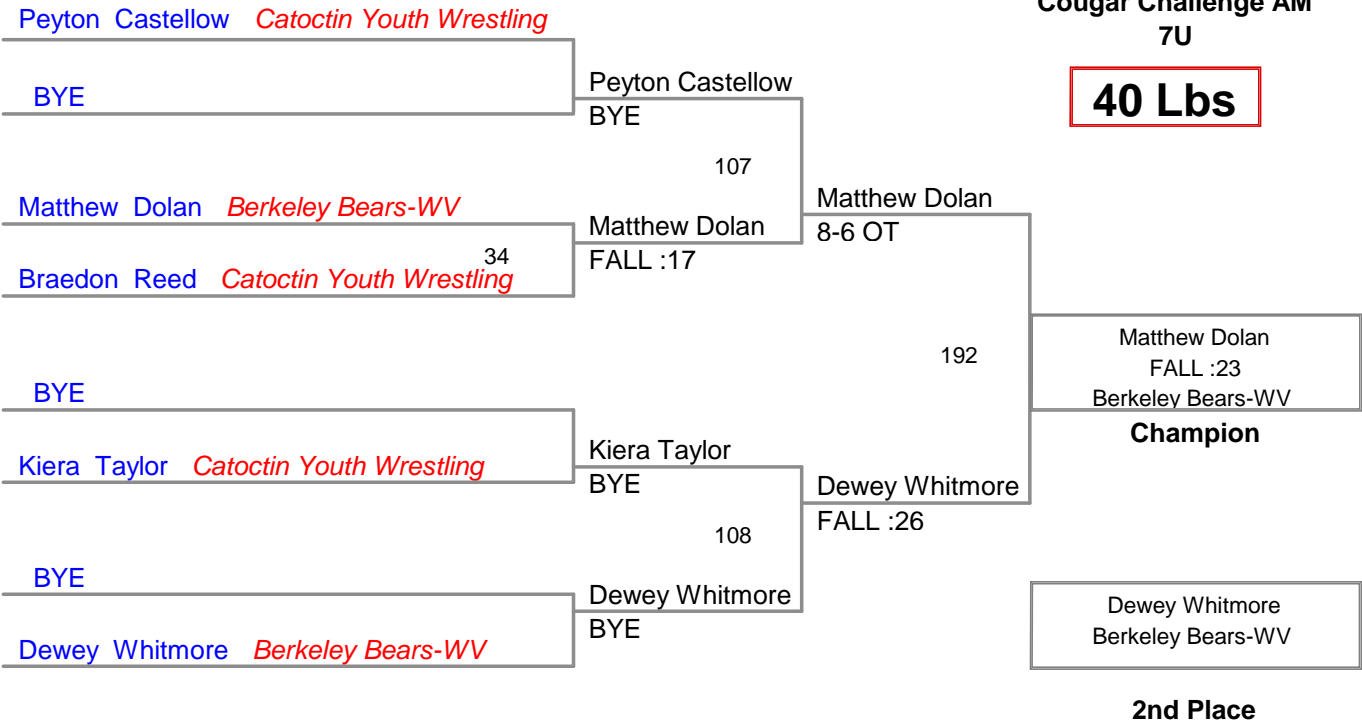 Cougar Challenge AM
7U
40 Lbs
Peyton Castellow Catoctin Youth Wrestling
BYE
Peyton Castellow
BYE
107
Matthew Dolan Berkeley Bears-WV
34
Braedon Reed Catoctin Youth Wrestling
Matthew Dolan
FALL :17
Matthew Dolan
8-6 OT
192
Matthew Dolan
FALL :23
Berkeley Bears-WV
Champion
BYE
Kiera Taylor Catoctin Youth Wrestling
Kiera Taylor
BYE
108
Dewey Whitmore
FALL :26
BYE
Dewey Whitmore Berkeley Bears-WV
Dewey Whitmore
BYE
Dewey Whitmore
Berkeley Bears-WV
2nd Place